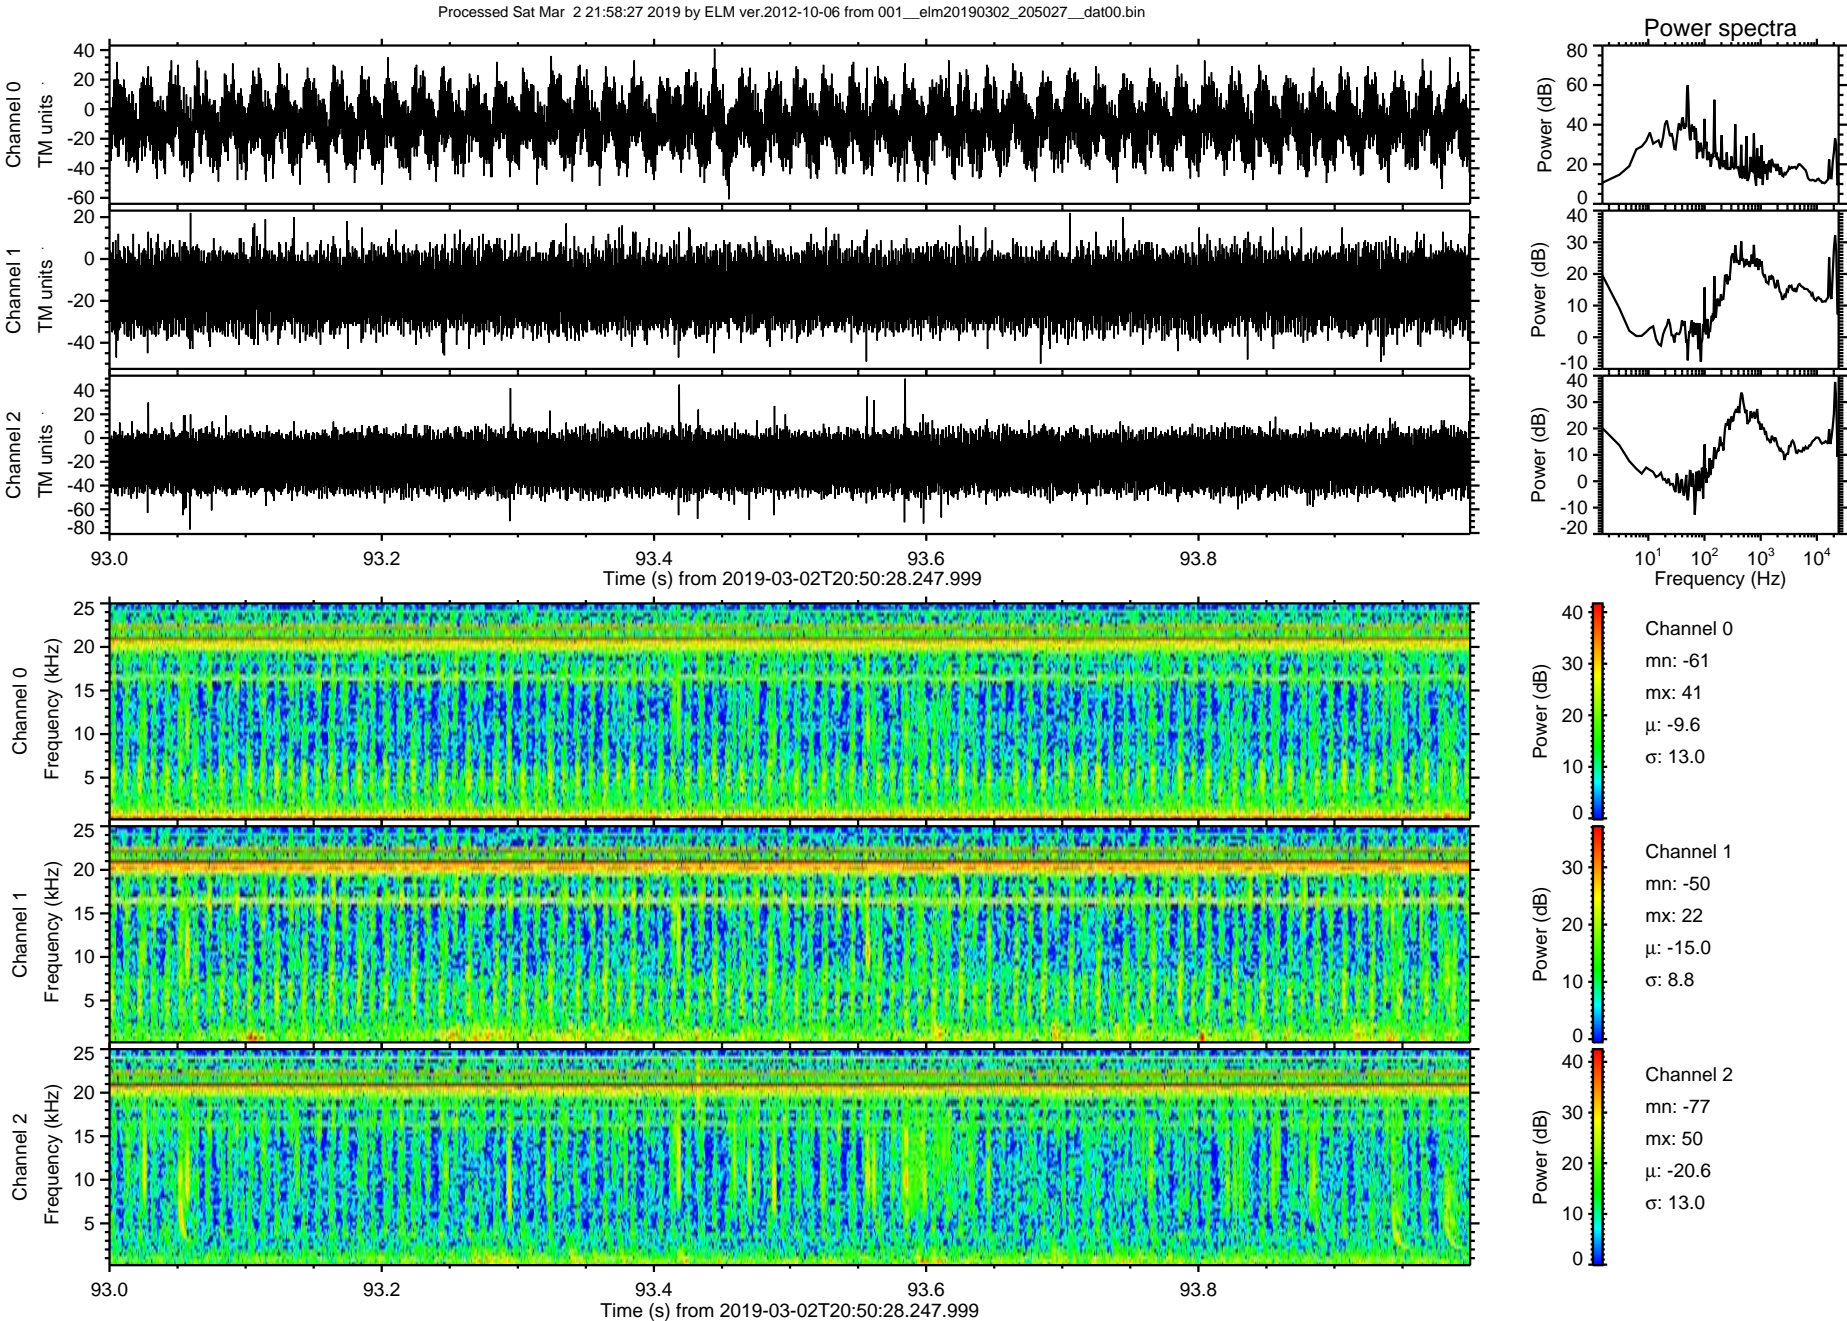 Processed Sat Mar  2 21:58:27 2019 by ELM ver.2012-10-06 from 001__elm20190302_205027__dat00.bin
Power spectra
Channel 0
TM units
40
20
0
-20
-40
-60
Power (dB)
80
60
40
20
0
Channel 1
TM units
20
0
-20
-40
Power (dB)
40
30
20
10
0
-10
Channel 2
TM units
40
20
0
-20
-40
-60
-80
Power (dB)
40
30
20
10
0
-10
-20
93.0 93.2 93.4 93.6 93.8
Time (s) from 2019-03-02T20:50:28.247.999
10¹ 10² 10³ 10⁴
Frequency (Hz)
Channel 0
Frequency (kHz)
25
20
15
10
5
Power (dB)
40
30
20
10
0
Channel 0
mn: -61
mx: 41
μ: -9.6
σ: 13.0
Channel 1
Frequency (kHz)
25
20
15
10
5
Power (dB)
30
20
10
0
Channel 1
mn: -50
mx: 22
μ: -15.0
σ: 8.8
Channel 2
Frequency (kHz)
25
20
15
10
5
Power (dB)
40
30
20
10
0
Channel 2
mn: -77
mx: 50
μ: -20.6
σ: 13.0
93.0 93.2 93.4 93.6 93.8
Time (s) from 2019-03-02T20:50:28.247.999